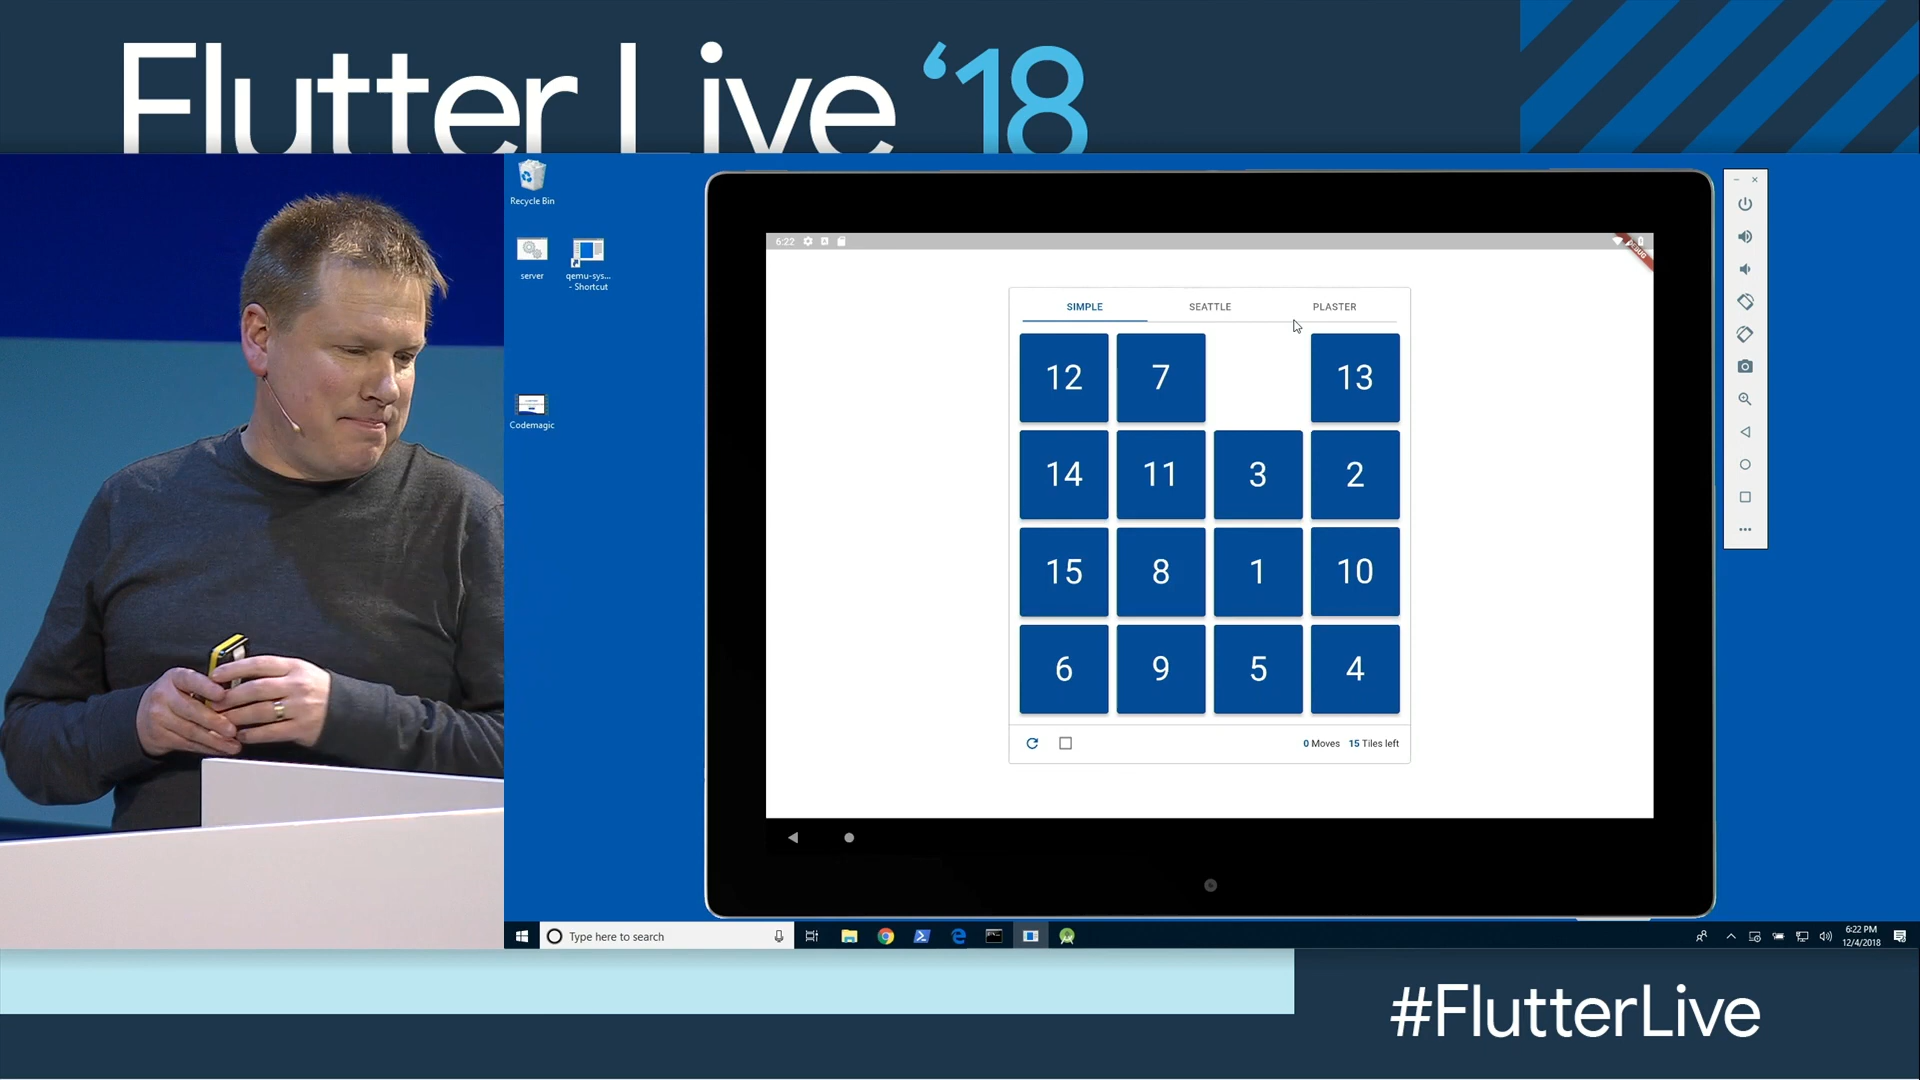 Flutter Live ‘18
Recycle Bin
server
qemu-sys...
- Shortcut
Codemagic
6:22
SIMPLE
SEATTLE
PLASTER
12
7
13
14
11
3
2
15
8
1
10
6
9
5
4
0 Moves
15 Tiles left
Type here to search
6:22 PM
12/4/2018
#FlutterLive